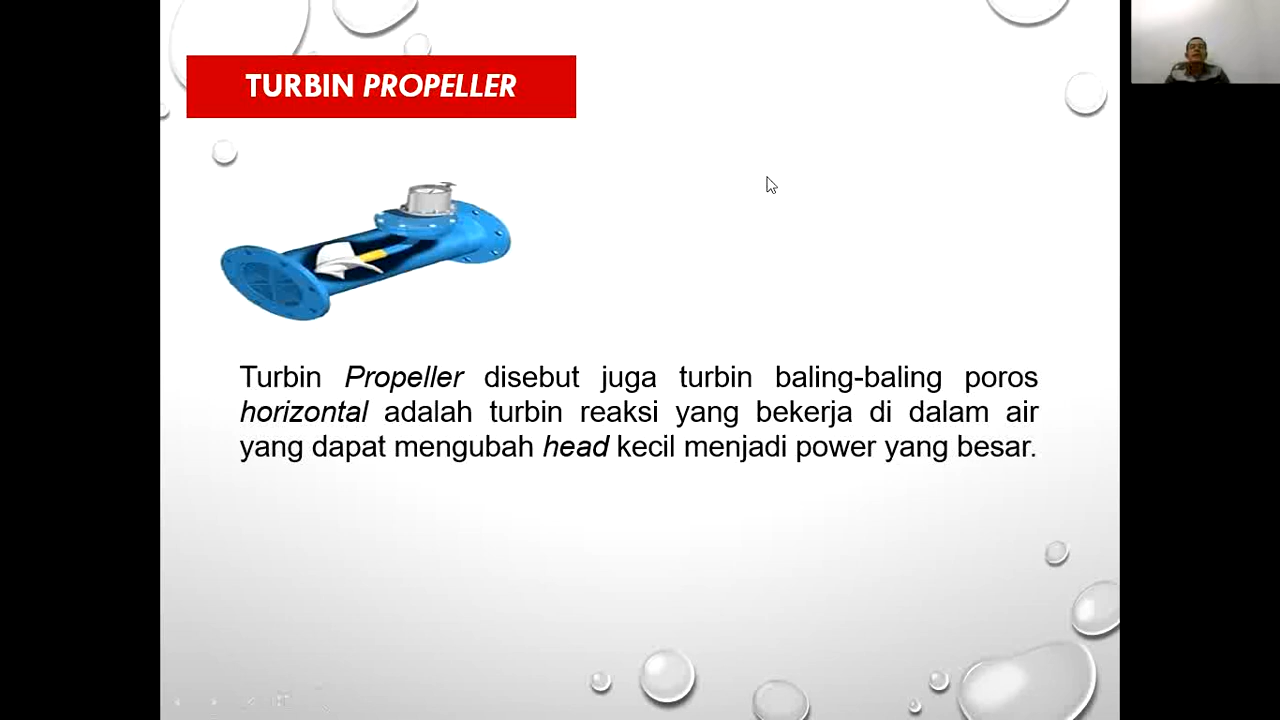 TURBIN PROPELLER
Turbin Propeller disebut juga turbin baling-baling poros
horizontal adalah turbin reaksi yang bekerja di dalam air
yang dapat mengubah head kecil menjadi power yang besar.